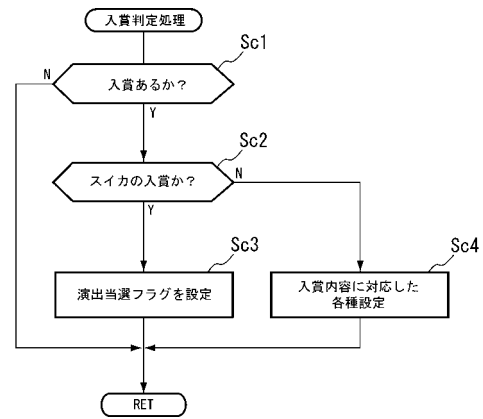 入賞判定処理
Sc1
入賞あるか?
N
Y
Sc2
スイカの入賞か?
N
Y
Sc3
演出当選フラグを設定
Sc4
入賞内容に対応した
各種設定
RET